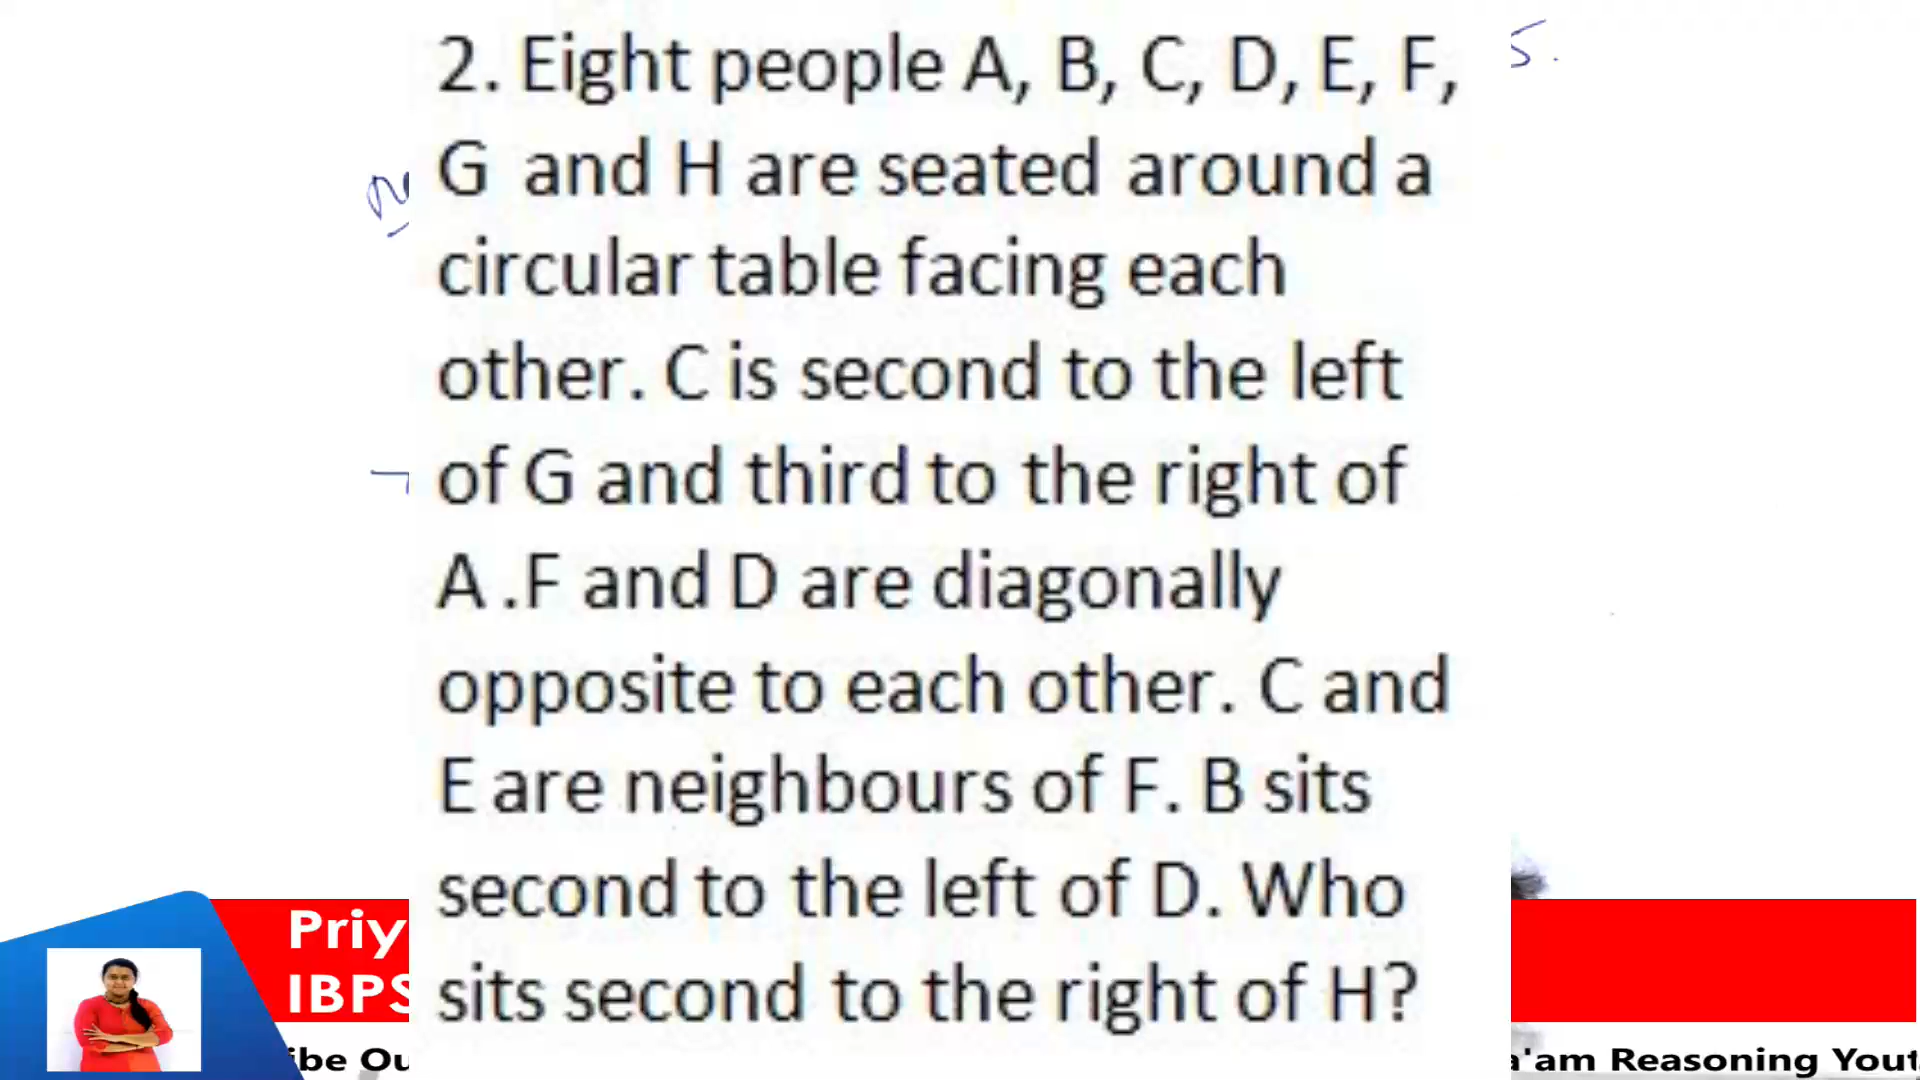 2. Eight people A, B, C, D, E, F,
G and H are seated around a
circular table facing each
other. C is second to the left
of G and third to the right of
A .F and D are diagonally
opposite to each other. C and
E are neighbours of F. B sits
second to the left of D. Who
sits second to the right of H?
Priy
IBPS
ibe Ou
a'am Reasoning Yout